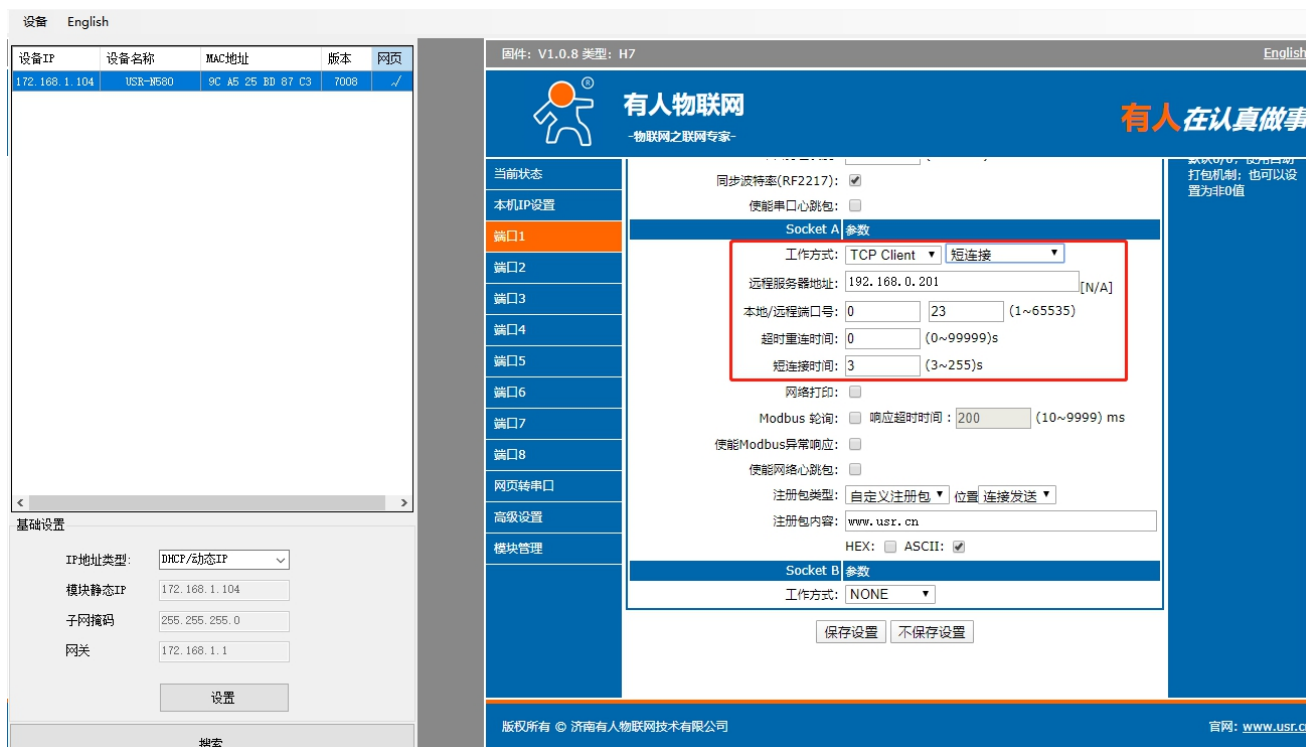 设备 English
设备IP 设备名称 MAC地址 版本 网页
172.168.1.104 USR-N580 9C A5 25 BD 87 C3 7008 √
基础设置
IP地址类型: DHCP/动态IP
模块静态IP 172.168.1.104
子网掩码 255.255.255.0
网关 172.168.1.1
设置
搜索
固件: V1.0.8 类型: H7 English
®
有人物联网
-物联网之联网专家-
有人在认真做事
当前状态
本机IP设置
端口1
端口2
端口3
端口4
端口5
端口6
端口7
端口8
网页转串口
高级设置
模块管理
同步波特率(RF2217):
使能串口心跳包:
Socket A 参数
工作方式: TCP Client 短连接
远程服务器地址: 192.168.0.201 [N/A]
本地/远程端口号: 0 23 (1~65535)
超时重连时间: 0 (0~99999)s
短连接时间: 3 (3~255)s
网络打印:
Modbus 轮询: 响应超时时间: 200 (10~9999) ms
使能Modbus异常响应:
使能网络心跳包:
注册包类型: 自定义注册包 位置 连接发送
注册包内容: www.usr.cn
HEX: ASCII:
Socket B 参数
工作方式: NONE
保存设置 不保存设置
打包机制; 也可以设
置为非0值
版权所有 © 济南有人物联网技术有限公司 官网: www.usr.c